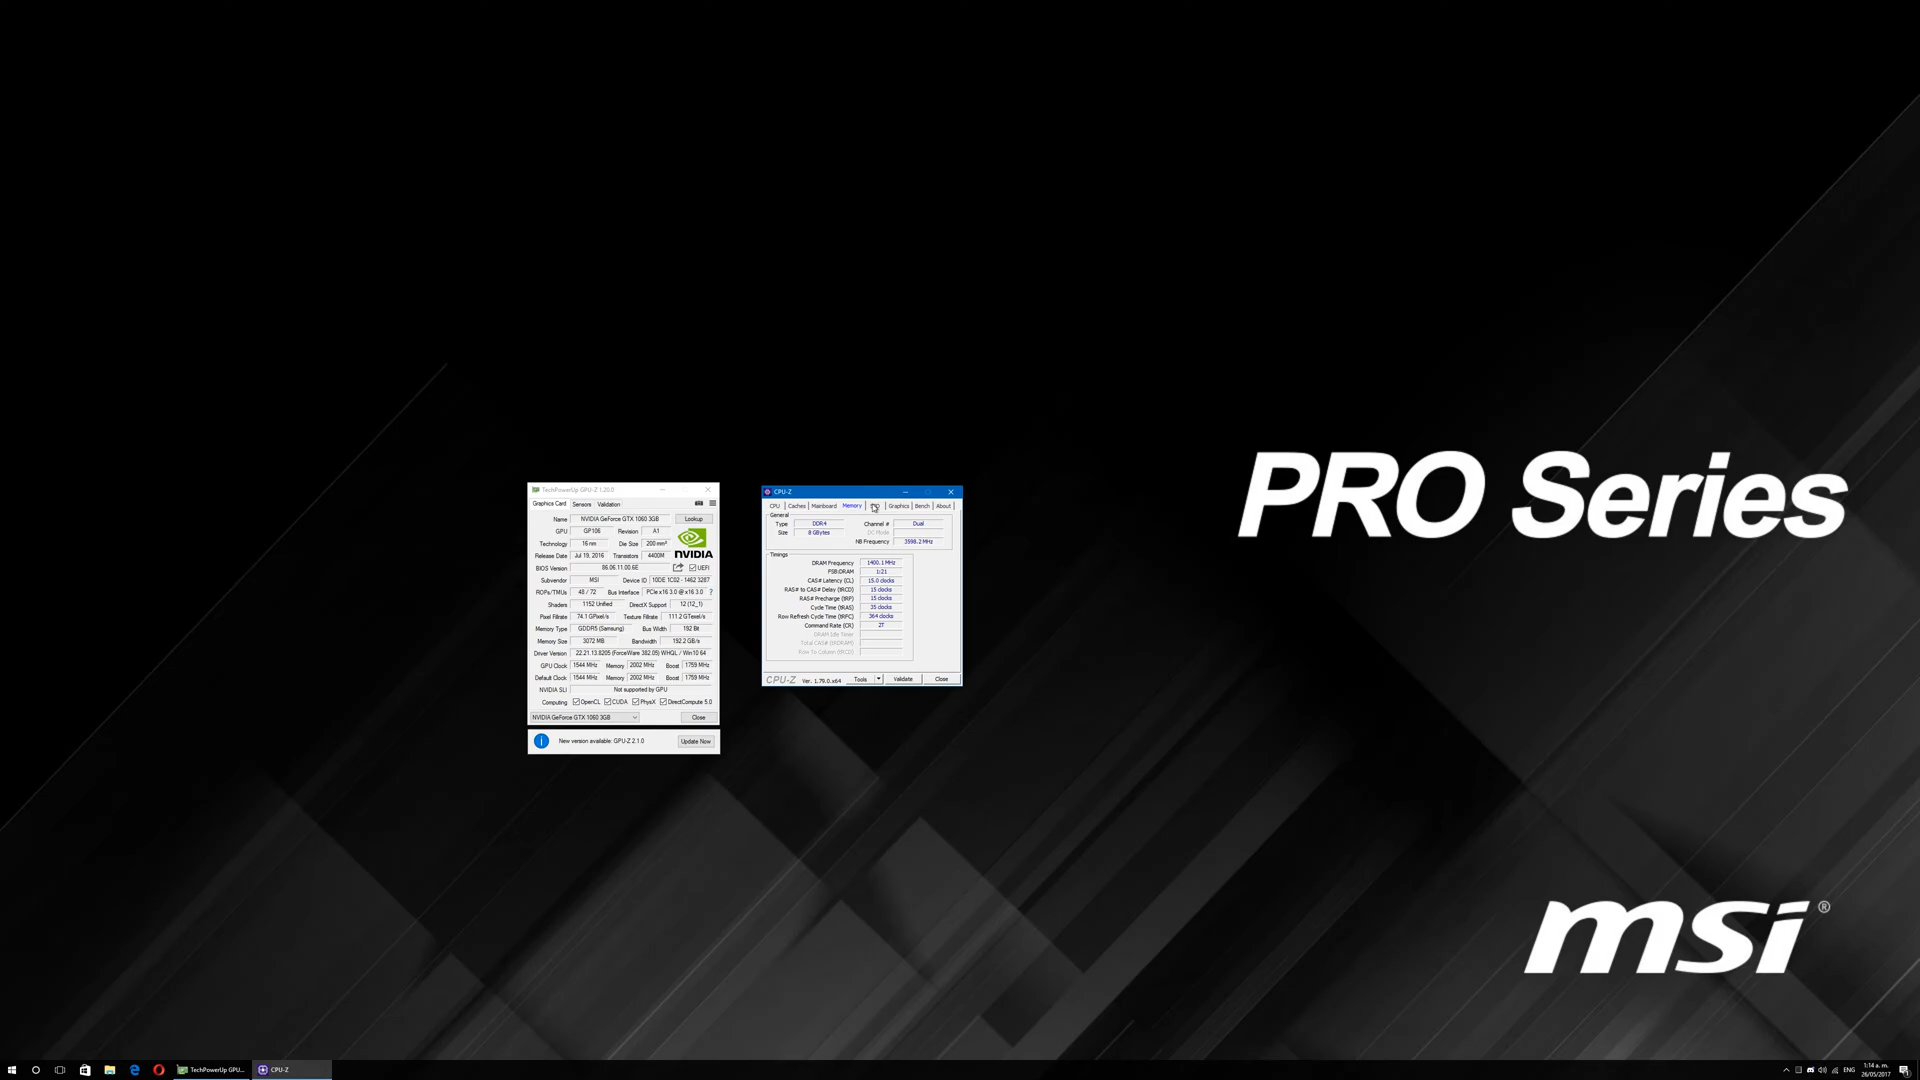 TechPowerUp GPU-Z 1.20.0
Graphics Card Sensors Validation
Name NVIDIA GeForce GTX 1060 3GB Lookup
GPU GP106 Revision A1
Technology 16 nm Die Size 200 mm²
Release Date Jul 19, 2016 Transistors 4400M
NVIDIA
BIOS Version 86.06.11.00.6E UEFI
Subvendor MSI Device ID 10DE 1C02 - 1462 3287
ROPs/TMUs 48 / 72 Bus Interface PCIe x16 3.0 @ x16 3.0 ?
Shaders 1152 Unified DirectX Support 12 (12_1)
Pixel Fillrate 74.1 GPixel/s Texture Fillrate 111.2 GTexel/s
Memory Type GDDR5 (Samsung) Bus Width 192 Bit
Memory Size 3072 MB Bandwidth 192.2 GB/s
Driver Version 22.21.13.8205 (ForceWare 382.05) WHQL / Win10 64
GPU Clock 1544 MHz Memory 2002 MHz Boost 1759 MHz
Default Clock 1544 MHz Memory 2002 MHz Boost 1759 MHz
NVIDIA SLI Not supported by GPU
Computing OpenCL CUDA PhysX DirectCompute 5.0
NVIDIA GeForce GTX 1060 3GB Close
New version available: GPU-Z 2.1.0 Update Now
CPU-Z
CPU Caches Mainboard Memory Graphics Bench About
General
Type DDR4 Channel # Dual
Size 8 GBytes DC Mode
NB Frequency 3598.2 MHz
Timings
DRAM Frequency 1400.1 MHz
FSB:DRAM 1:21
CAS# Latency (CL) 15.0 clocks
RAS# to CAS# Delay (tRCD) 15 clocks
RAS# Precharge (tRP) 15 clocks
Cycle Time (tRAS) 35 clocks
Row Refresh Cycle Time (tRFC) 364 clocks
Command Rate (CR) 2T
DRAM Idle Timer
Total CAS# (tRDRAM)
Row To Column (tRCD)
CPU-Z Ver. 1.79.0.x64 Tools Validate Close
PRO Series
msi®
TechPowerUp GPU... CPU-Z
ENG
1:14 a. m.
26/05/2017